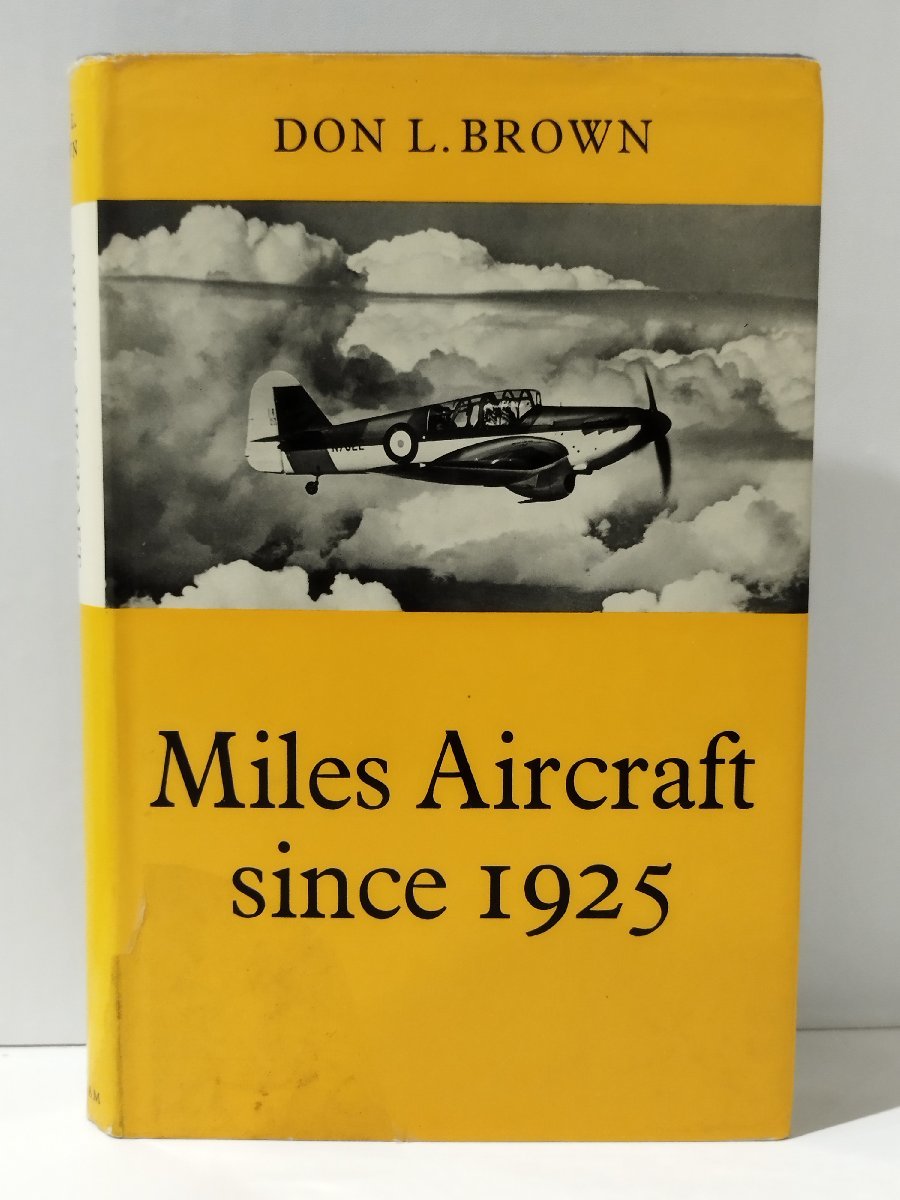 DON L. BROWN
Miles Aircraft
since 1925